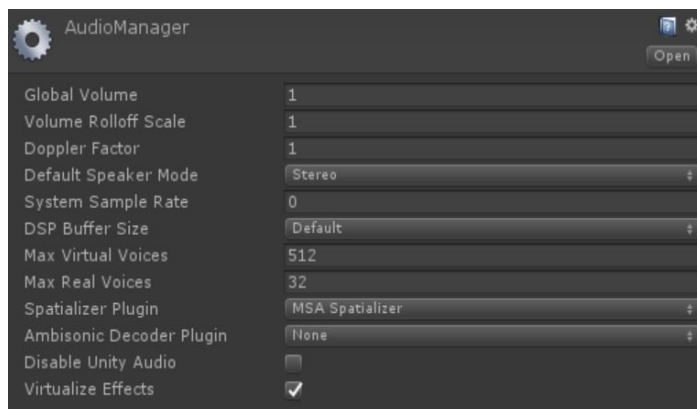 AudioManager
Open
Global Volume 1
Volume Rolloff Scale 1
Doppler Factor 1
Default Speaker Mode Stereo
System Sample Rate 0
DSP Buffer Size Default
Max Virtual Voices 512
Max Real Voices 32
Spatializer Plugin MSA Spatializer
Ambisonic Decoder Plugin None
Disable Unity Audio
Virtualize Effects